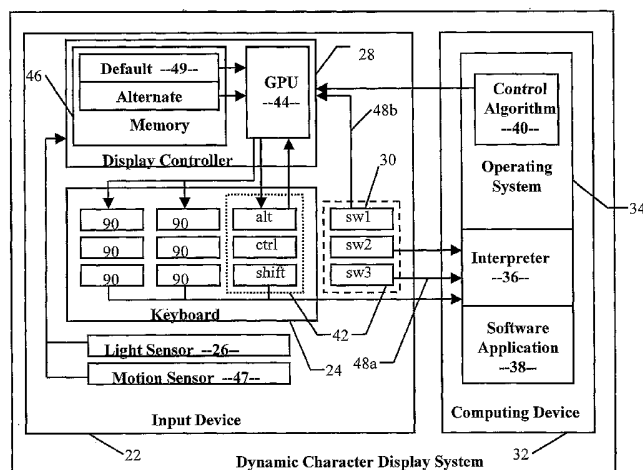 46
Default --49--
Alternate
Memory
GPU
--44--
28
48b
Display Controller
Control
Algorithm
--40--
Operating
System
34
30
90 90 alt sw1
90 90 ctrl sw2
90 90 shift sw3
Interpreter
--36--
Keyboard
42
48a
24
Light Sensor --26--
Motion Sensor --47--
Software
Application
--38--
Input Device
Computing Device
22
32
Dynamic Character Display System